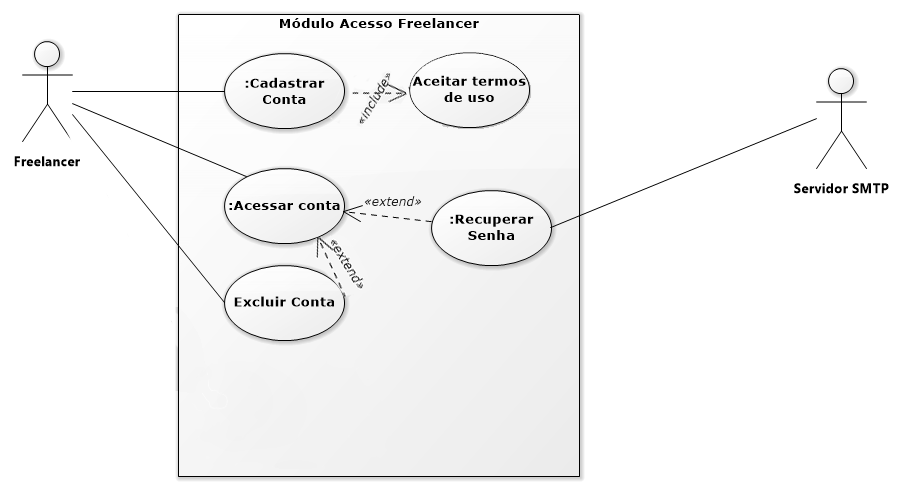 Módulo Acesso Freelancer
:Cadastrar
Conta
«include»
Aceitar termos
de uso
Freelancer
Servidor SMTP
:Acessar conta
«extend»
:Recuperar
Senha
«extend»
Excluir Conta